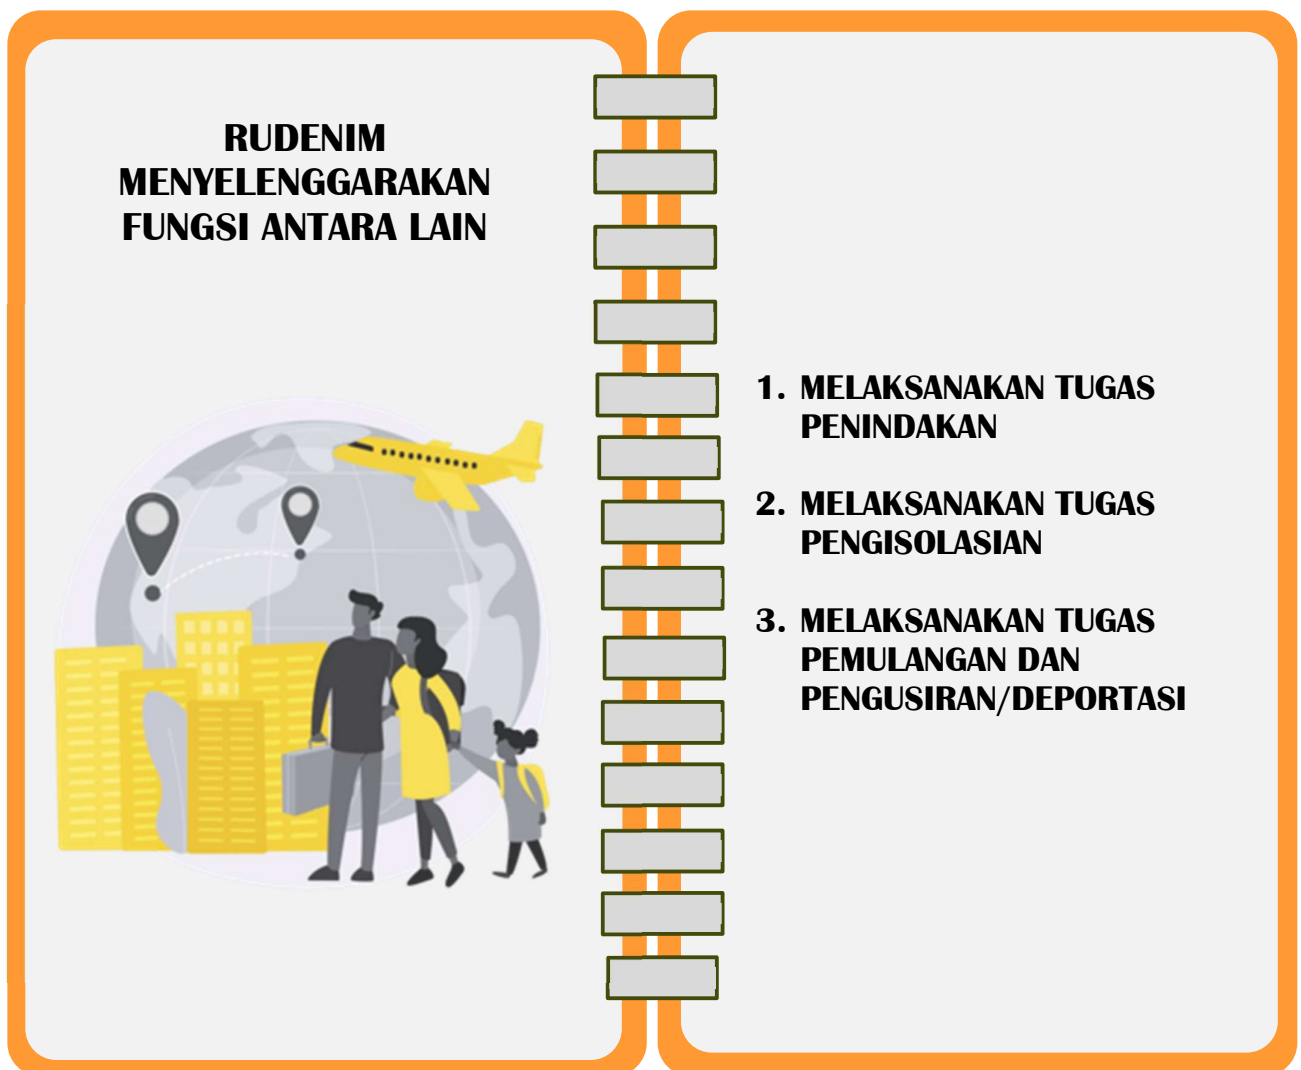 RUDENIM
MENYELENGGARAKAN
FUNGSI ANTARA LAIN
1. MELAKSANAKAN TUGAS
PENINDAKAN
2. MELAKSANAKAN TUGAS
PENGISOLASIAN
3. MELAKSANAKAN TUGAS
PEMULANGAN DAN
PENGUSIRAN/DEPORTASI